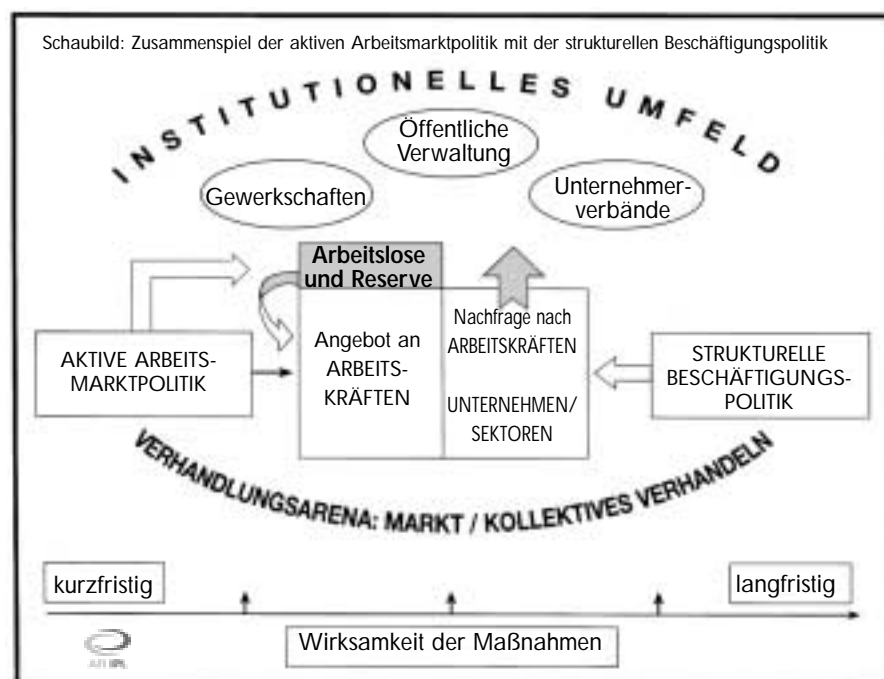 Schaubild: Zusammenspiel der aktiven Arbeitsmarktpolitik mit der strukturellen Beschäftigungspolitik
INSTITUTIONELLES UMFELD
Öffentliche
Verwaltung
Gewerkschaften
Unternehmer-
verbände
Arbeitslose
und Reserve
AKTIVE ARBEITS-
MARKTPOLITIK
Angebot an
ARBEITS-
KRÄFTEN
Nachfrage nach
ARBEITSKRÄFTEN
UNTERNEHMEN/
SEKTOREN
STRUKTURELLE
BESCHÄFTIGUNGS-
POLITIK
VERHANDLUNGSARENA: MARKT / KOLLEKTIVES VERHANDELN
kurzfristig
langfristig
Wirksamkeit der Maßnahmen